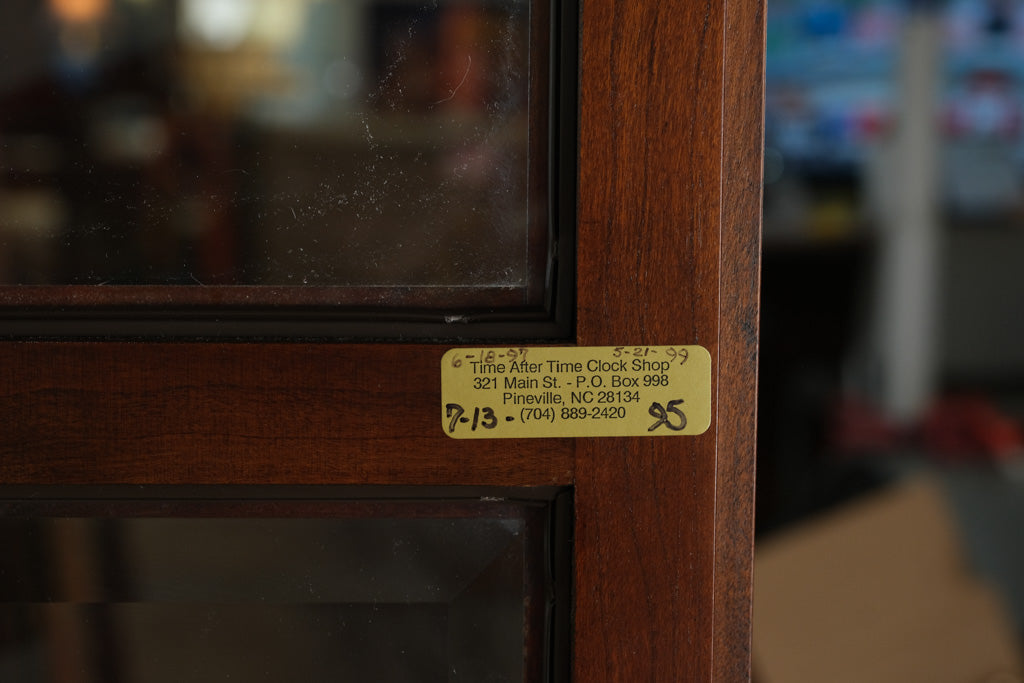 6-18-97 5-21-99
Time After Time Clock Shop
321 Main St. - P.O. Box 998
Pineville, NC 28134
7-13- (704) 889-2420 95